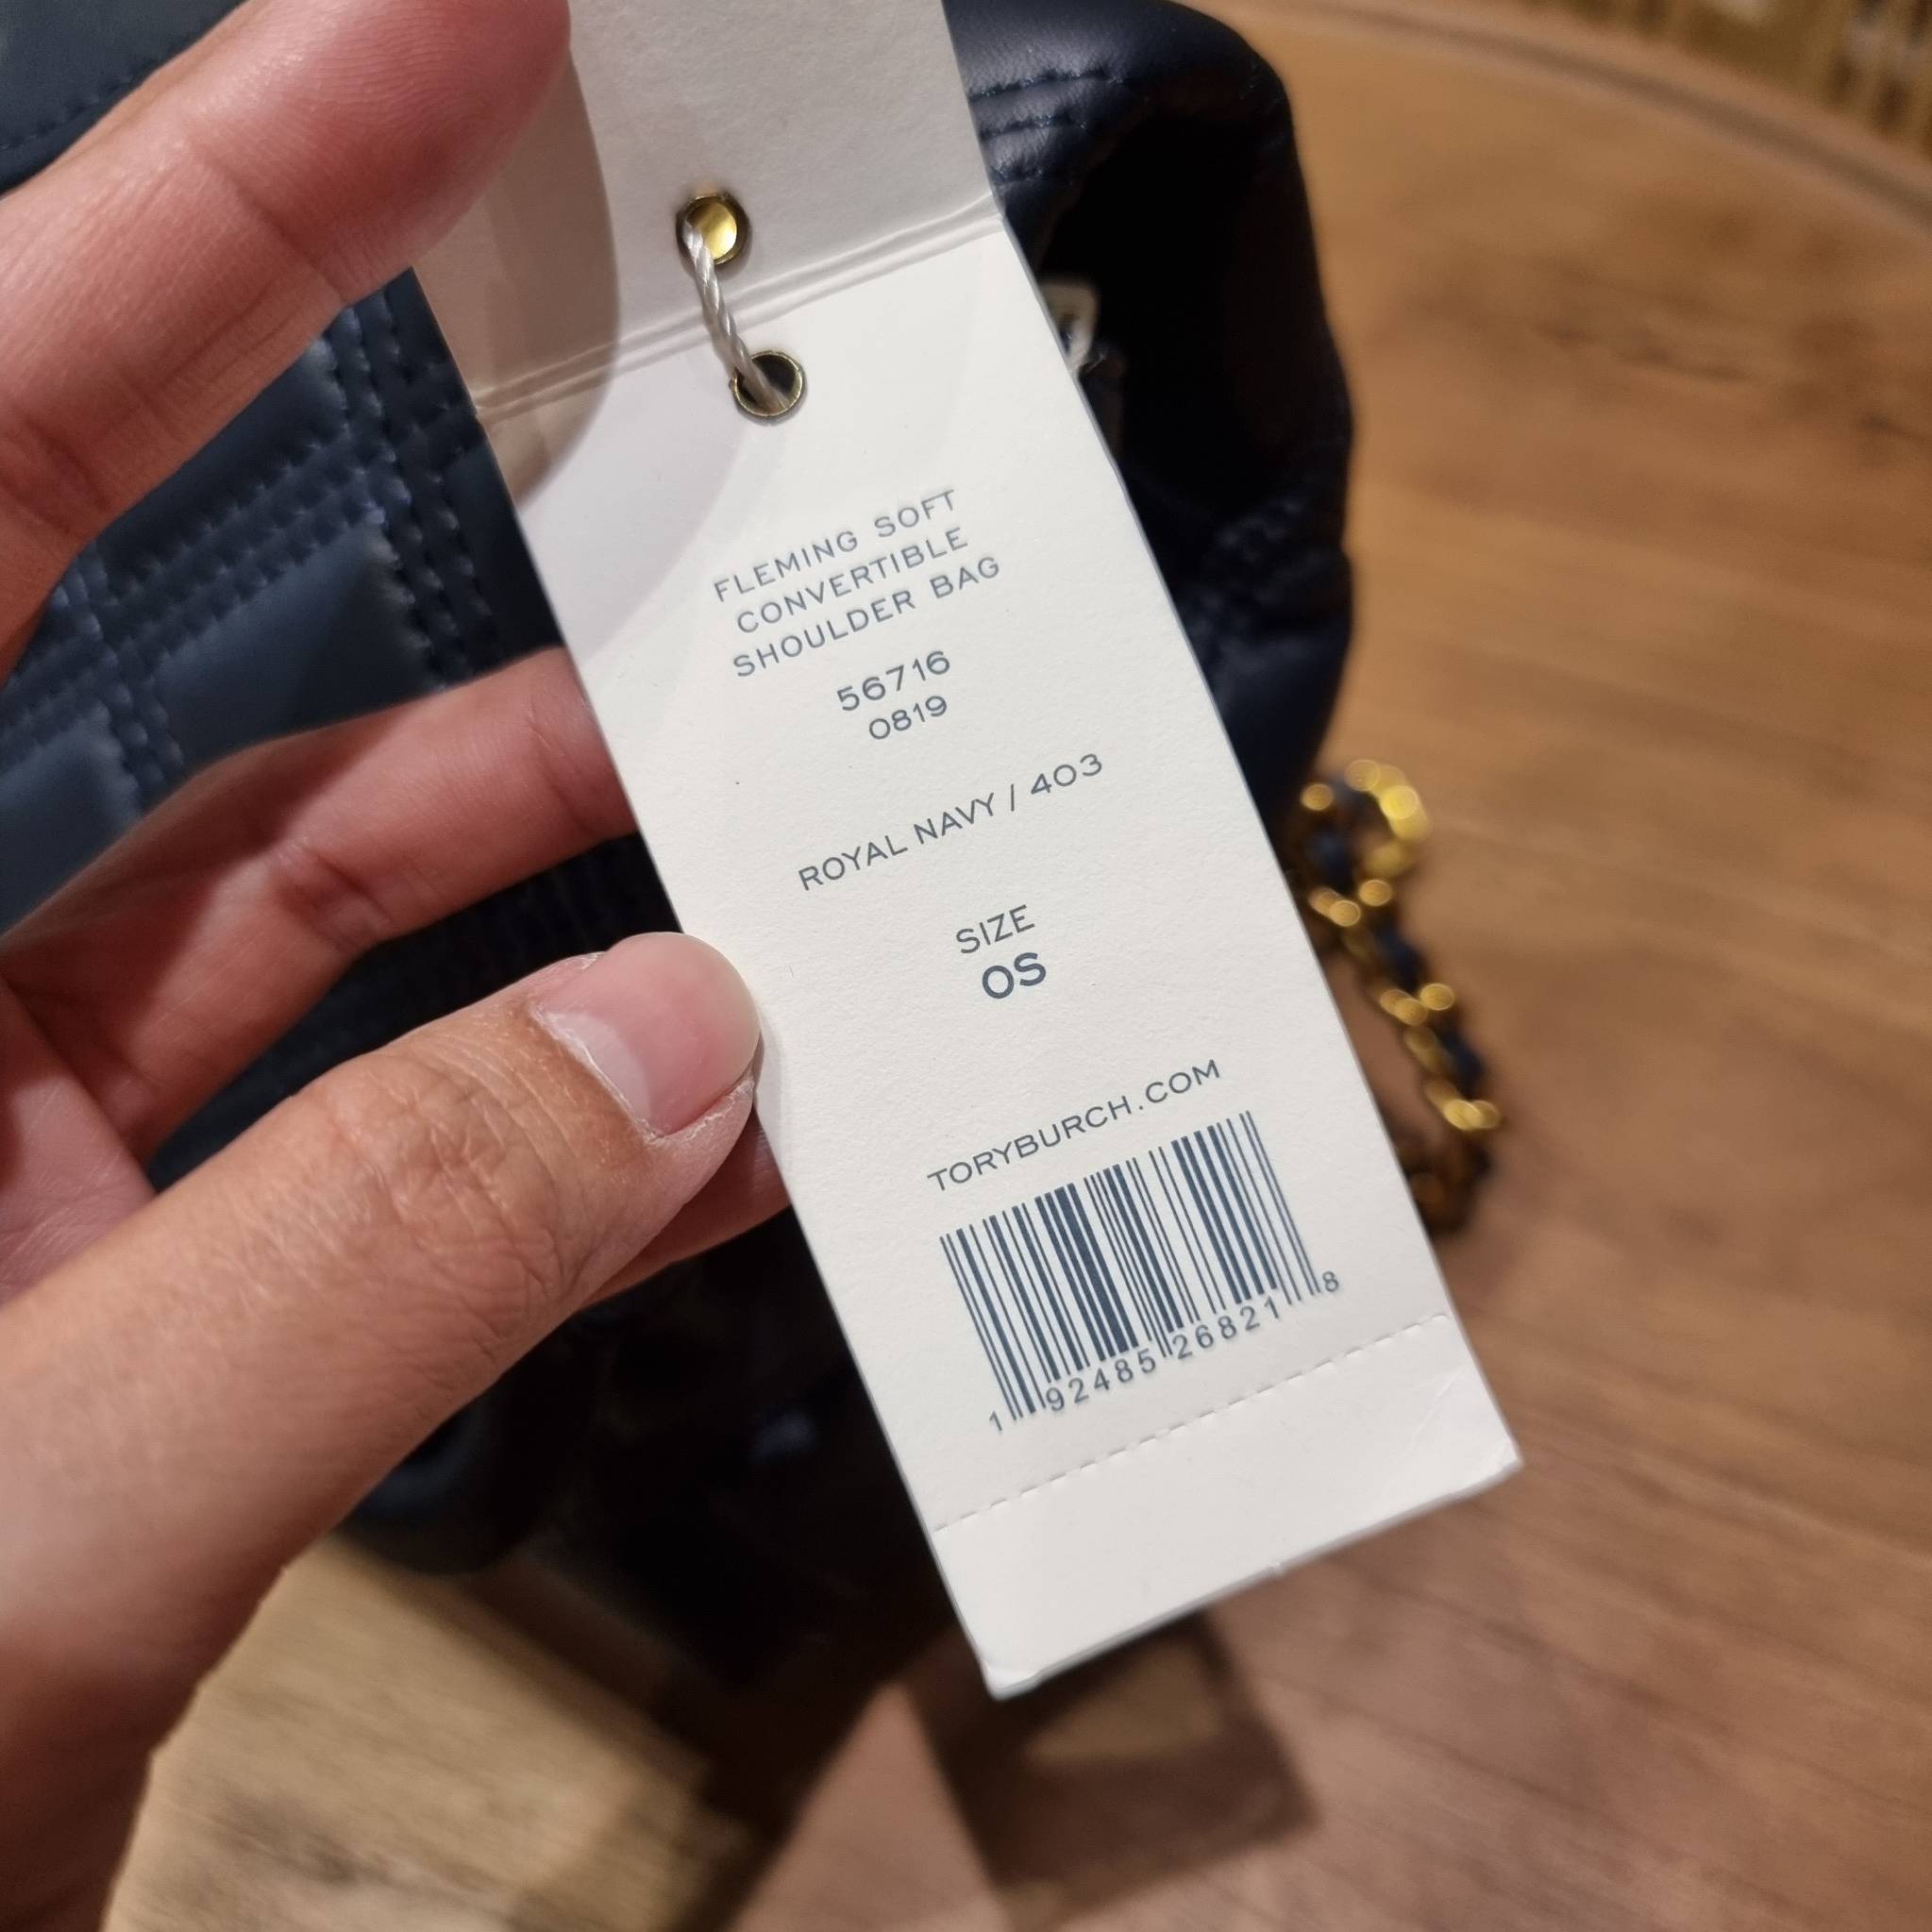 FLEMING SOFT
CONVERTIBLE
SHOULDER BAG
56716
0819
ROYAL NAVY / 403
SIZE
OS
TORYBURCH.COM
1 92485 26821 8